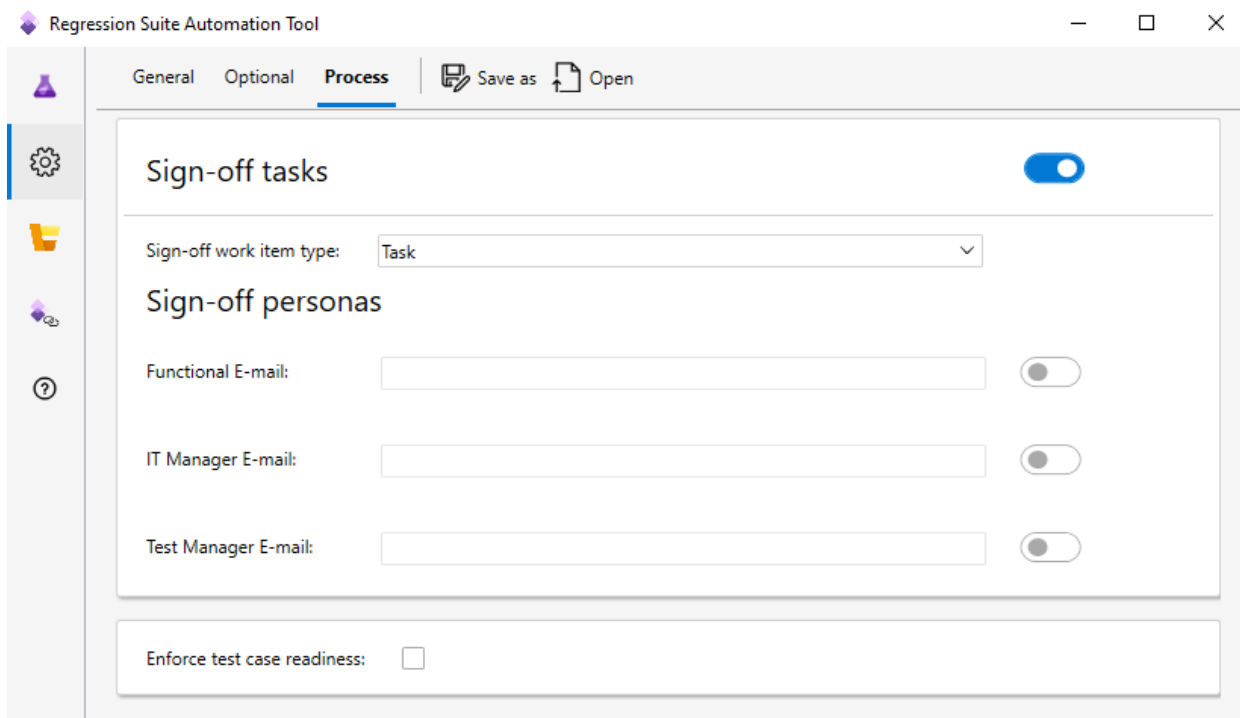 Regression Suite Automation Tool
General Optional Process Save as Open
Sign-off tasks
Sign-off work item type: Task
Sign-off personas
Functional E-mail:
IT Manager E-mail:
Test Manager E-mail:
Enforce test case readiness: